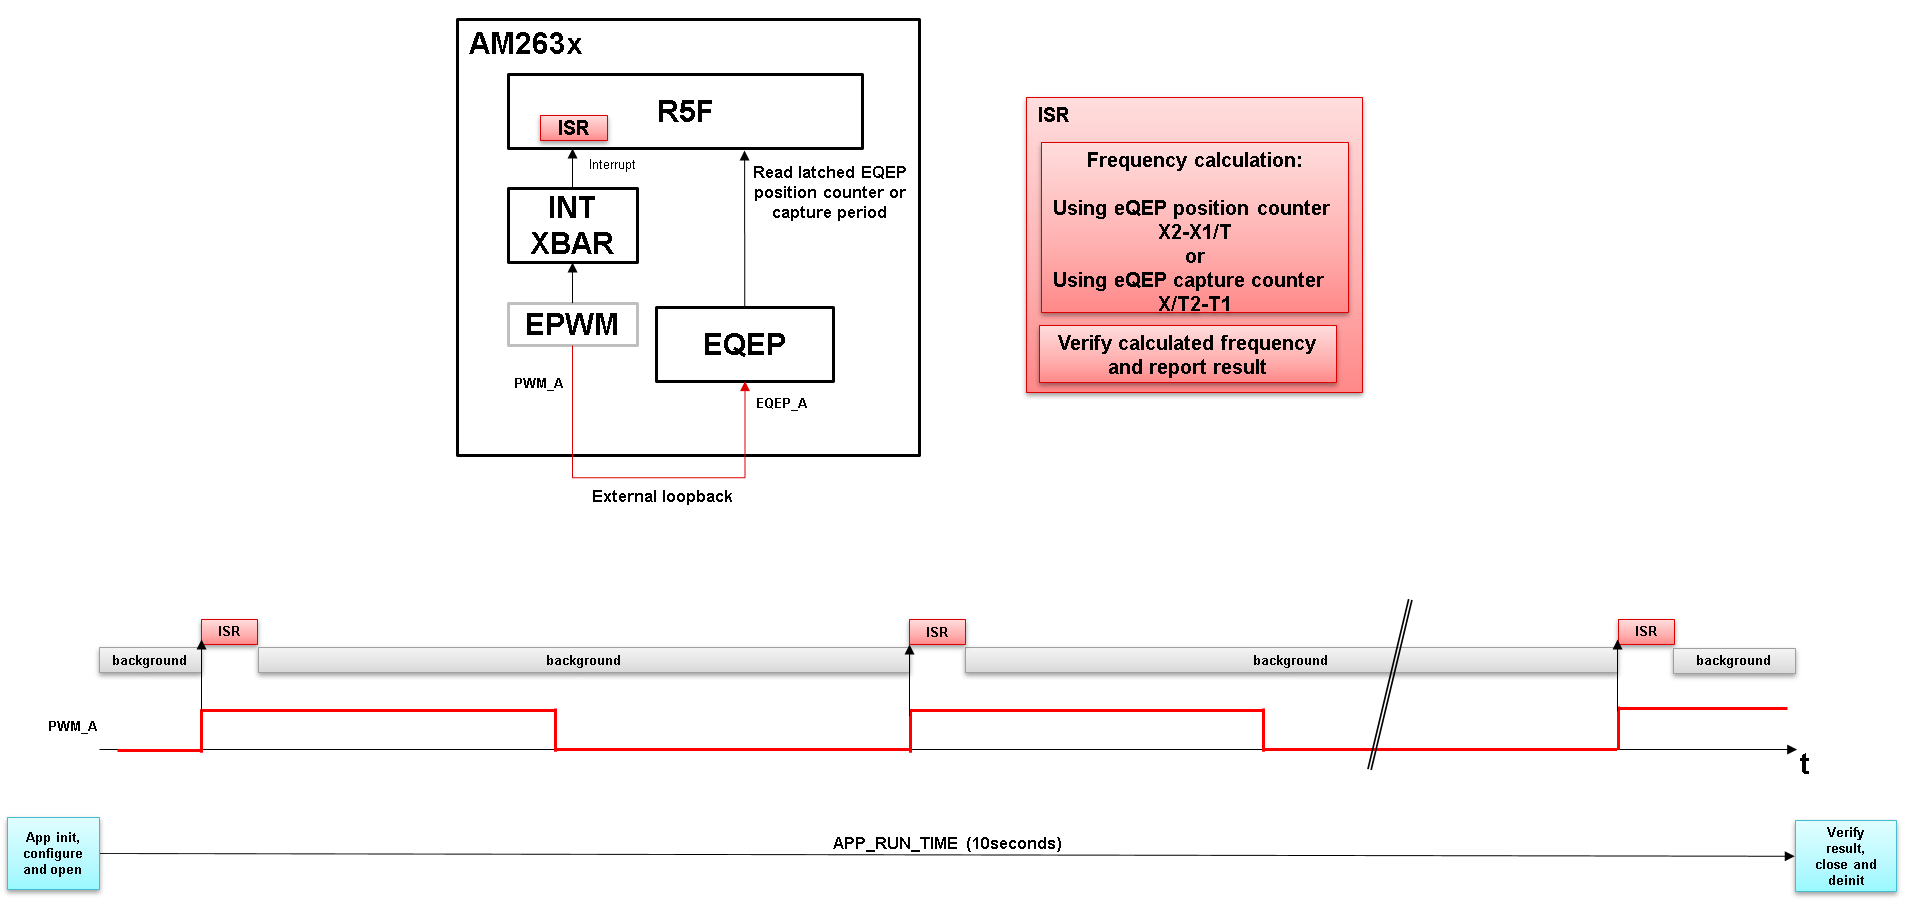 AM263x
R5F
ISR
Interrupt
Read latched EQEP
position counter or
capture period
INT
XBAR
EPWM
EQEP
PWM_A
EQEP_A
External loopback
ISR
Frequency calculation:
Using eQEP position counter
X2-X1/T
or
Using eQEP capture counter
X/T2-T1
Verify calculated frequency
and report result
ISR
ISR
ISR
background
background
background
background
PWM_A
t
App init,
configure
and open
APP_RUN_TIME (10seconds)
Verify
result,
close and
deinit